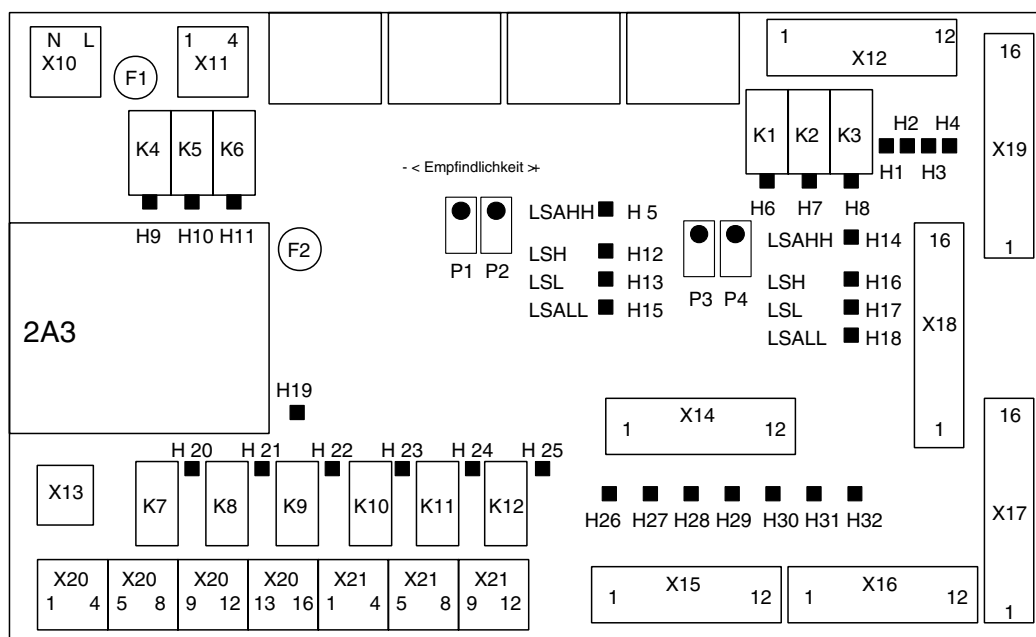 N L
X10
F1
1 4
X11
1 12
X12
16
X19
1
K4 K5 K6
K1 K2 K3
H2 H4
H1 H3
- < Empfindlichkeit >+
H6 H7 H8
H9 H10 H11
F2
P1 P2
LSAHH H 5
LSH H12
LSL H13
LSALL H15
P3 P4
LSAHH H14
LSH H16
LSL H17
LSALL H18
16
X18
1
2A3
H19
X14
1 12
16
X17
1
H 20 H 21 H 22 H 23 H 24 H 25
X13
K7 K8 K9 K10 K11 K12
H26 H27 H28 H29 H30 H31 H32
X20 X20 X20 X20 X21 X21 X21
1 4 5 8 9 12 13 16 1 4 5 8 9 12
X15
1 12
X16
1 12